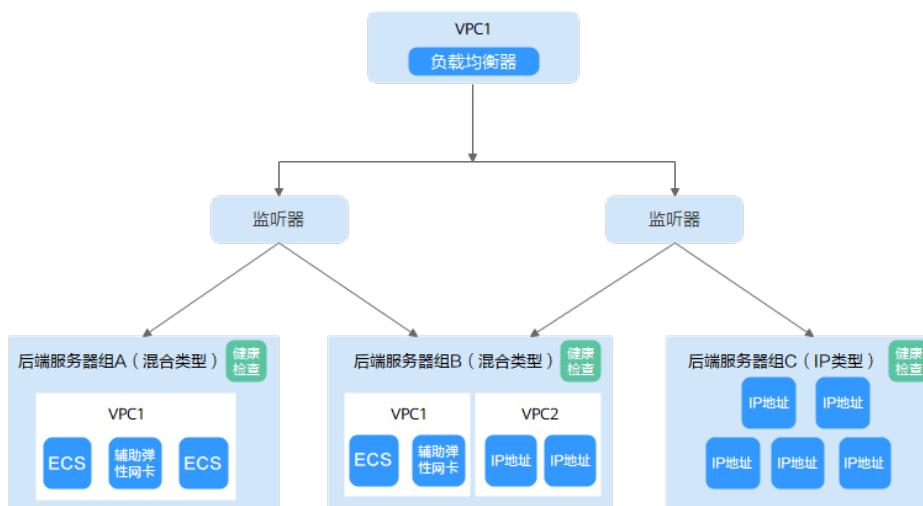 VPC1
负载均衡器
监听器
监听器
后端服务器组A（混合类型）
健康
检查
VPC1
ECS
辅助弹
性网卡
ECS
后端服务器组B（混合类型）
健康
检查
VPC1
ECS
辅助弹
性网卡
VPC2
IP地址
IP地址
后端服务器组C（IP类型）
健康
检查
IP地址
IP地址
IP地址
IP地址
IP地址